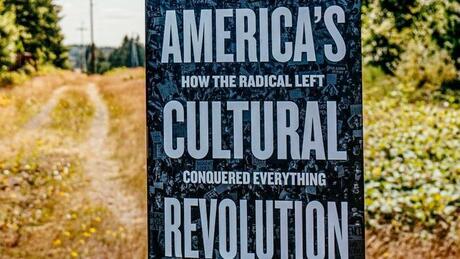 AMERICA'S
HOW THE RADICAL LEFT
CULTURAL
CONQUERED EVERYTHING
REVOLUTION